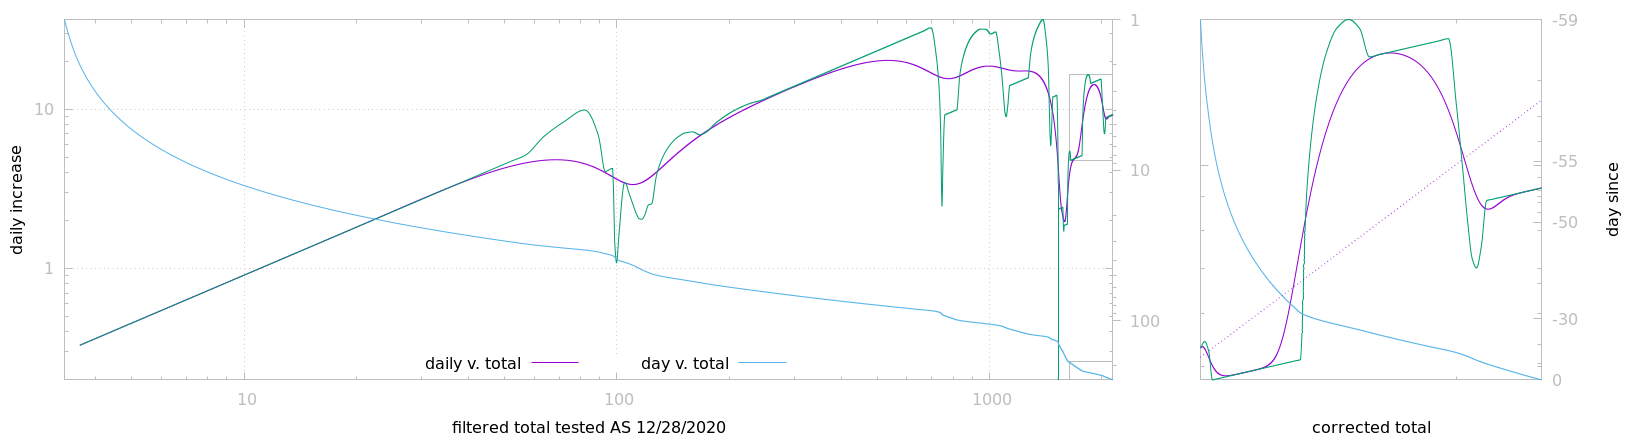 daily increase
10
1
10
100
1000
daily v. total
day v. total
filtered total tested AS 12/28/2020
1
10
100
-59
-55
-50
-30
0
day since
corrected total